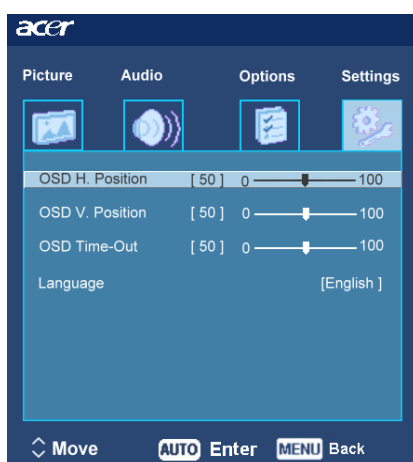 acer
Picture Audio Options Settings
OSD H. Position [ 50 ] 0 100
OSD V. Position [ 50 ] 0 100
OSD Time-Out [ 50 ] 0 100
Language [English ]
Move AUTO Enter MENU Back